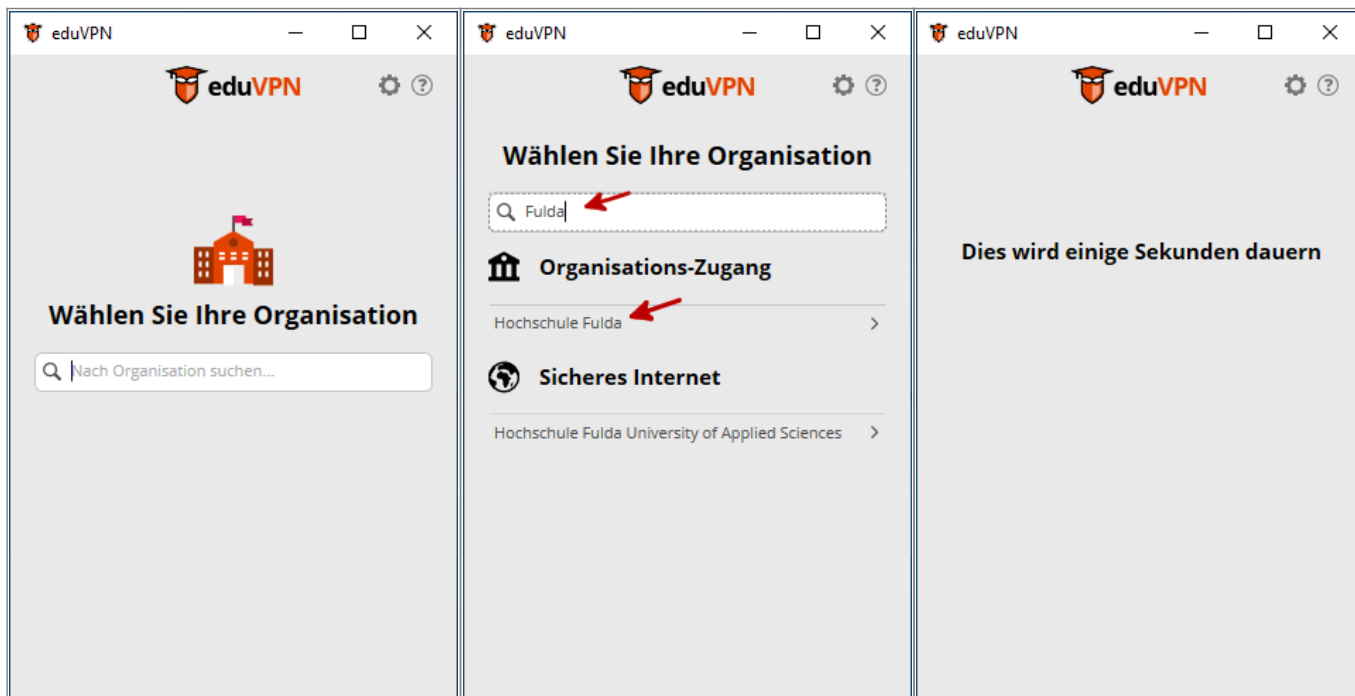 eduVPN
eduVPN
Wählen Sie Ihre Organisation
Nach Organisation suchen...
eduVPN
eduVPN
Wählen Sie Ihre Organisation
Fulda
Organisations-Zugang
Hochschule Fulda
Sicheres Internet
Hochschule Fulda University of Applied Sciences
eduVPN
eduVPN
Dies wird einige Sekunden dauern